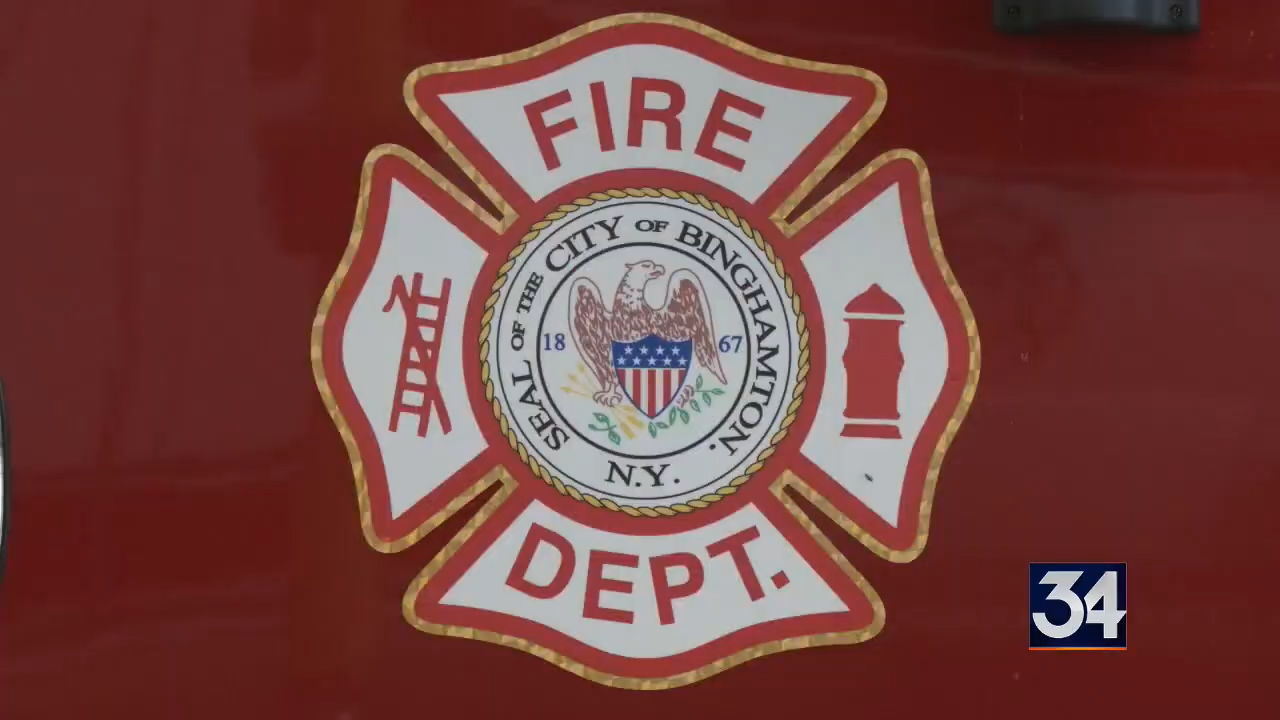 FIRE
SEAL OF THE CITY OF BINGHAMTON.
18 67
N.Y.
DEPT.
34